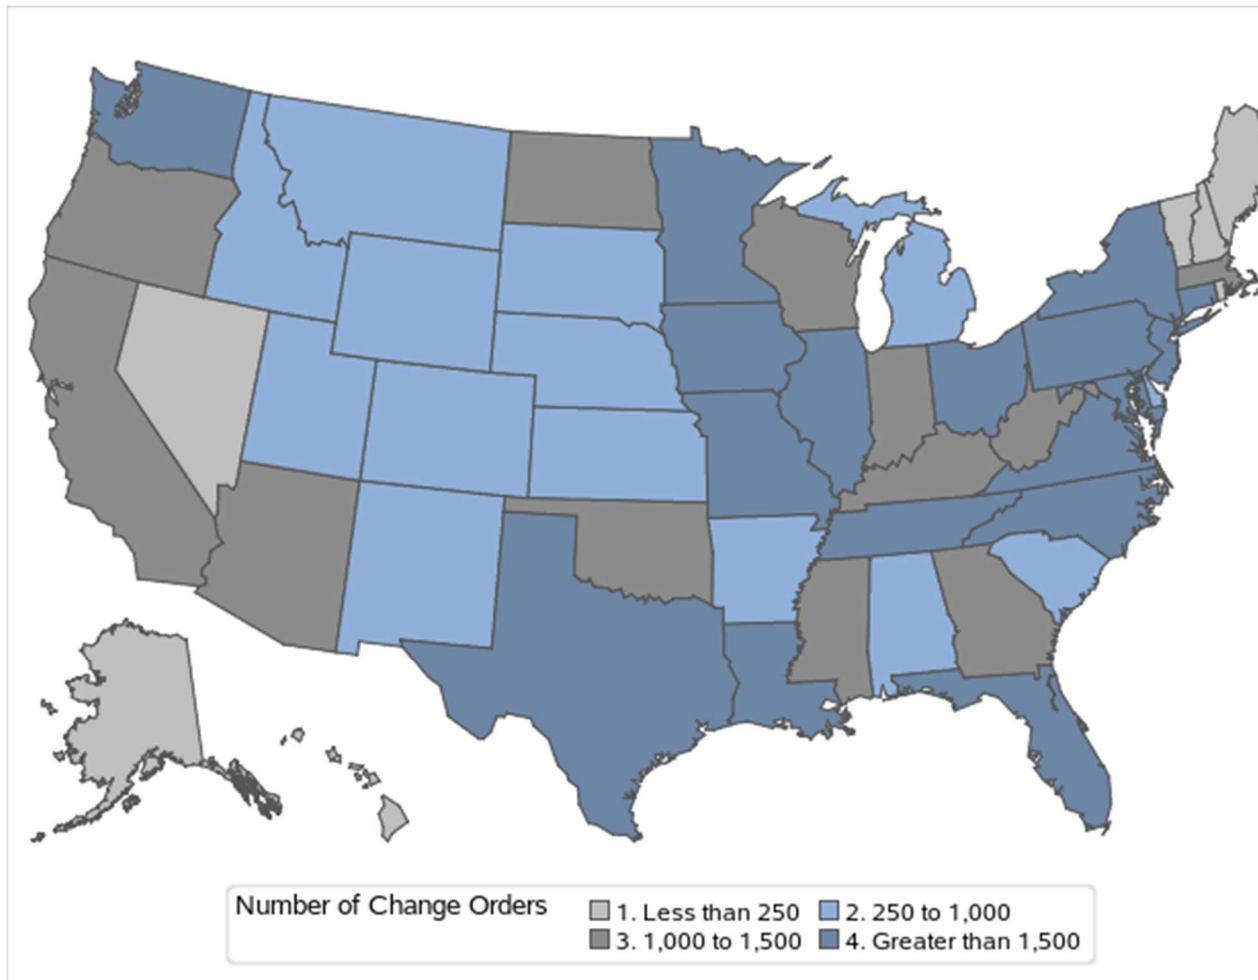 Number of Change Orders
1. Less than 250 2. 250 to 1,000
3. 1,000 to 1,500 4. Greater than 1,500